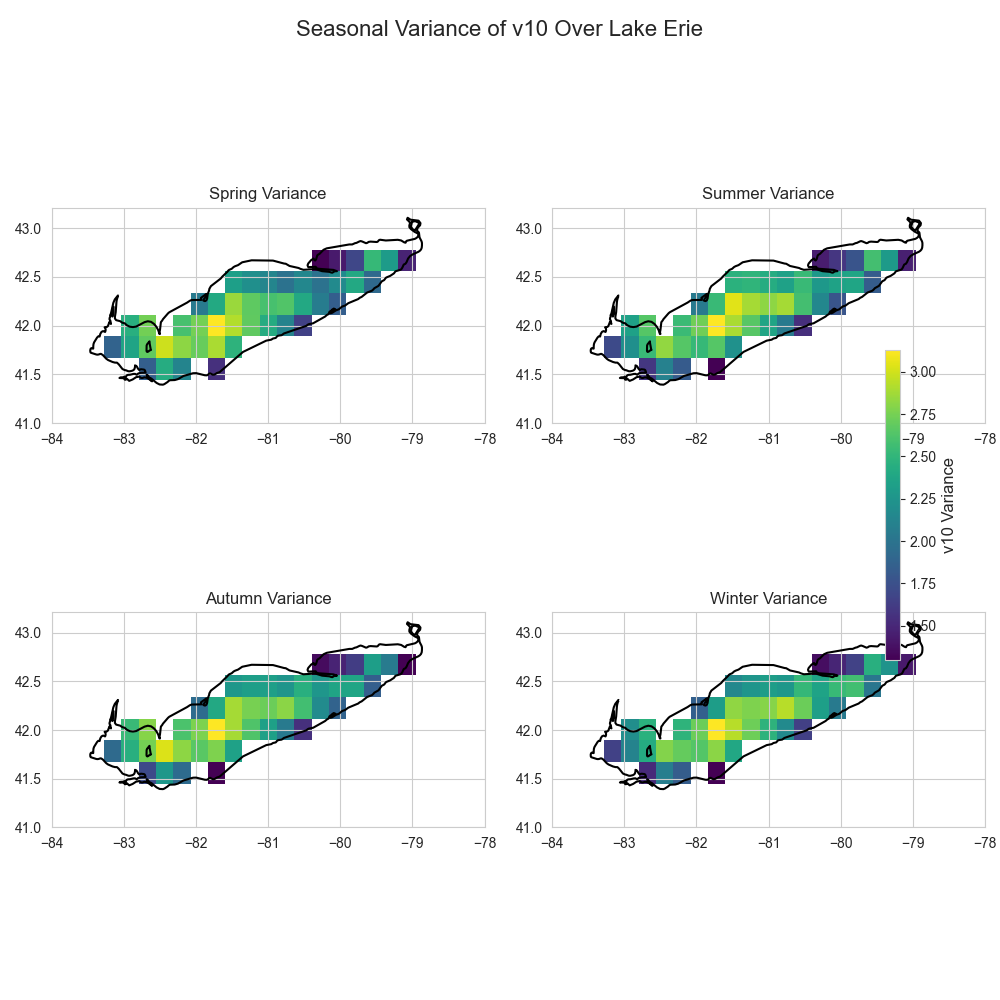 Seasonal Variance of v10 Over Lake Erie
Spring Variance
43.0
42.5
42.0
41.5
41.0
−84 −83 −82 −81 −80 −79 −78
Summer Variance
43.0
42.5
42.0
41.5
41.0
−84 −83 −82 −81 −80 −79 −78
3.00
2.75
2.50
2.25
2.00
1.75
1.50
v10 Variance
Autumn Variance
43.0
42.5
42.0
41.5
41.0
−84 −83 −82 −81 −80 −79 −78
Winter Variance
43.0
42.5
42.0
41.5
41.0
−84 −83 −82 −81 −80 −79 −78